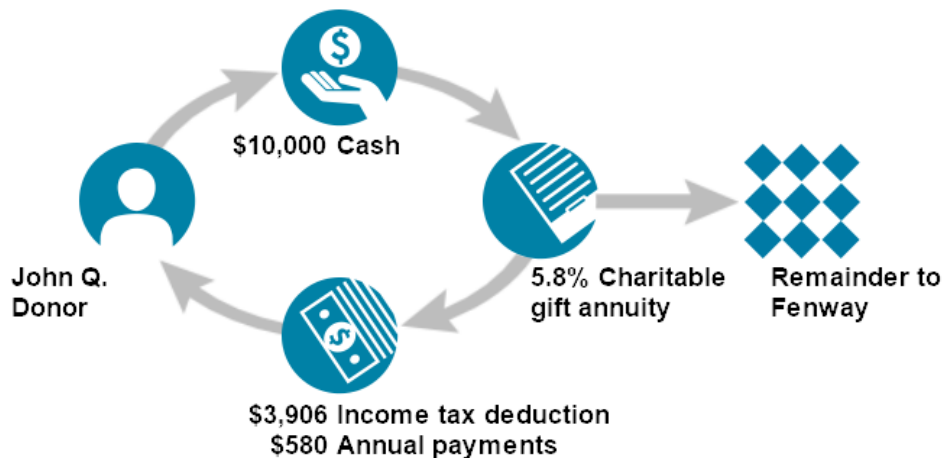 $10,000 Cash
John Q.
Donor
5.8% Charitable
gift annuity
Remainder to
Fenway
$3,906 Income tax deduction
$580 Annual payments